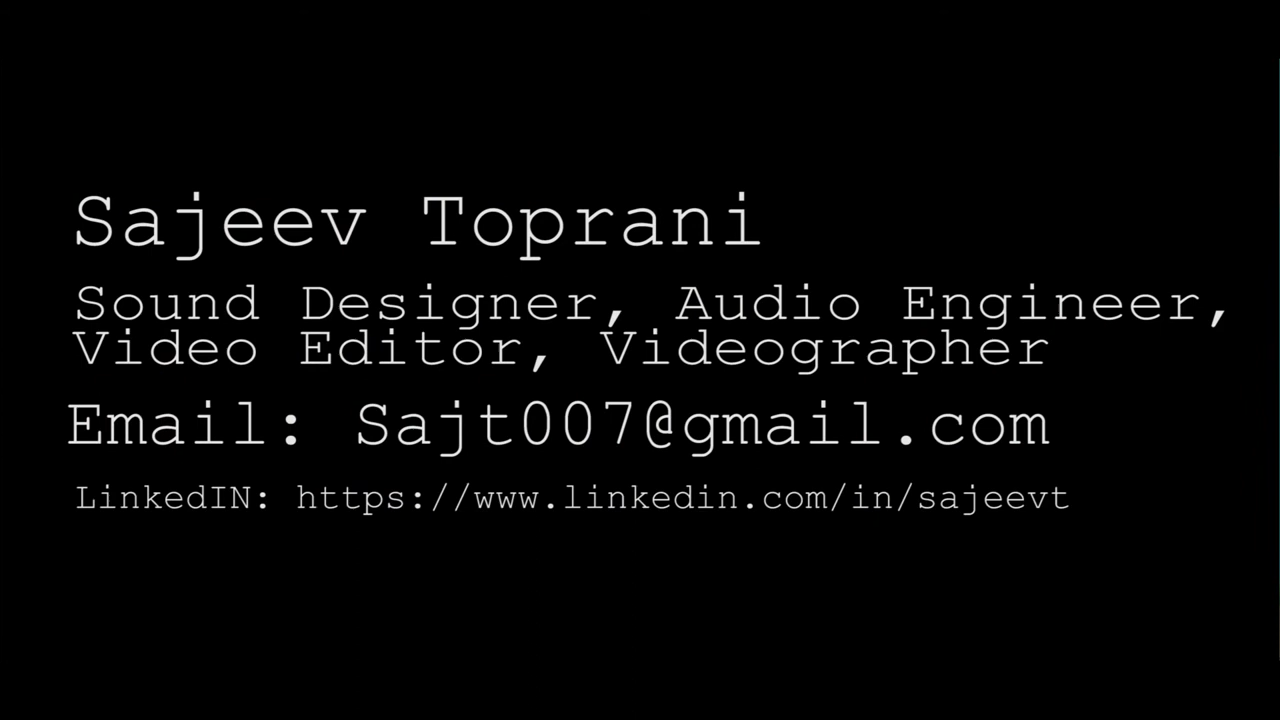 Sajeev Toprani
Sound Designer, Audio Engineer,
Video Editor, Videographer
Email: Sajt007@gmail.com
LinkedIN: https://www.linkedin.com/in/sajeevt